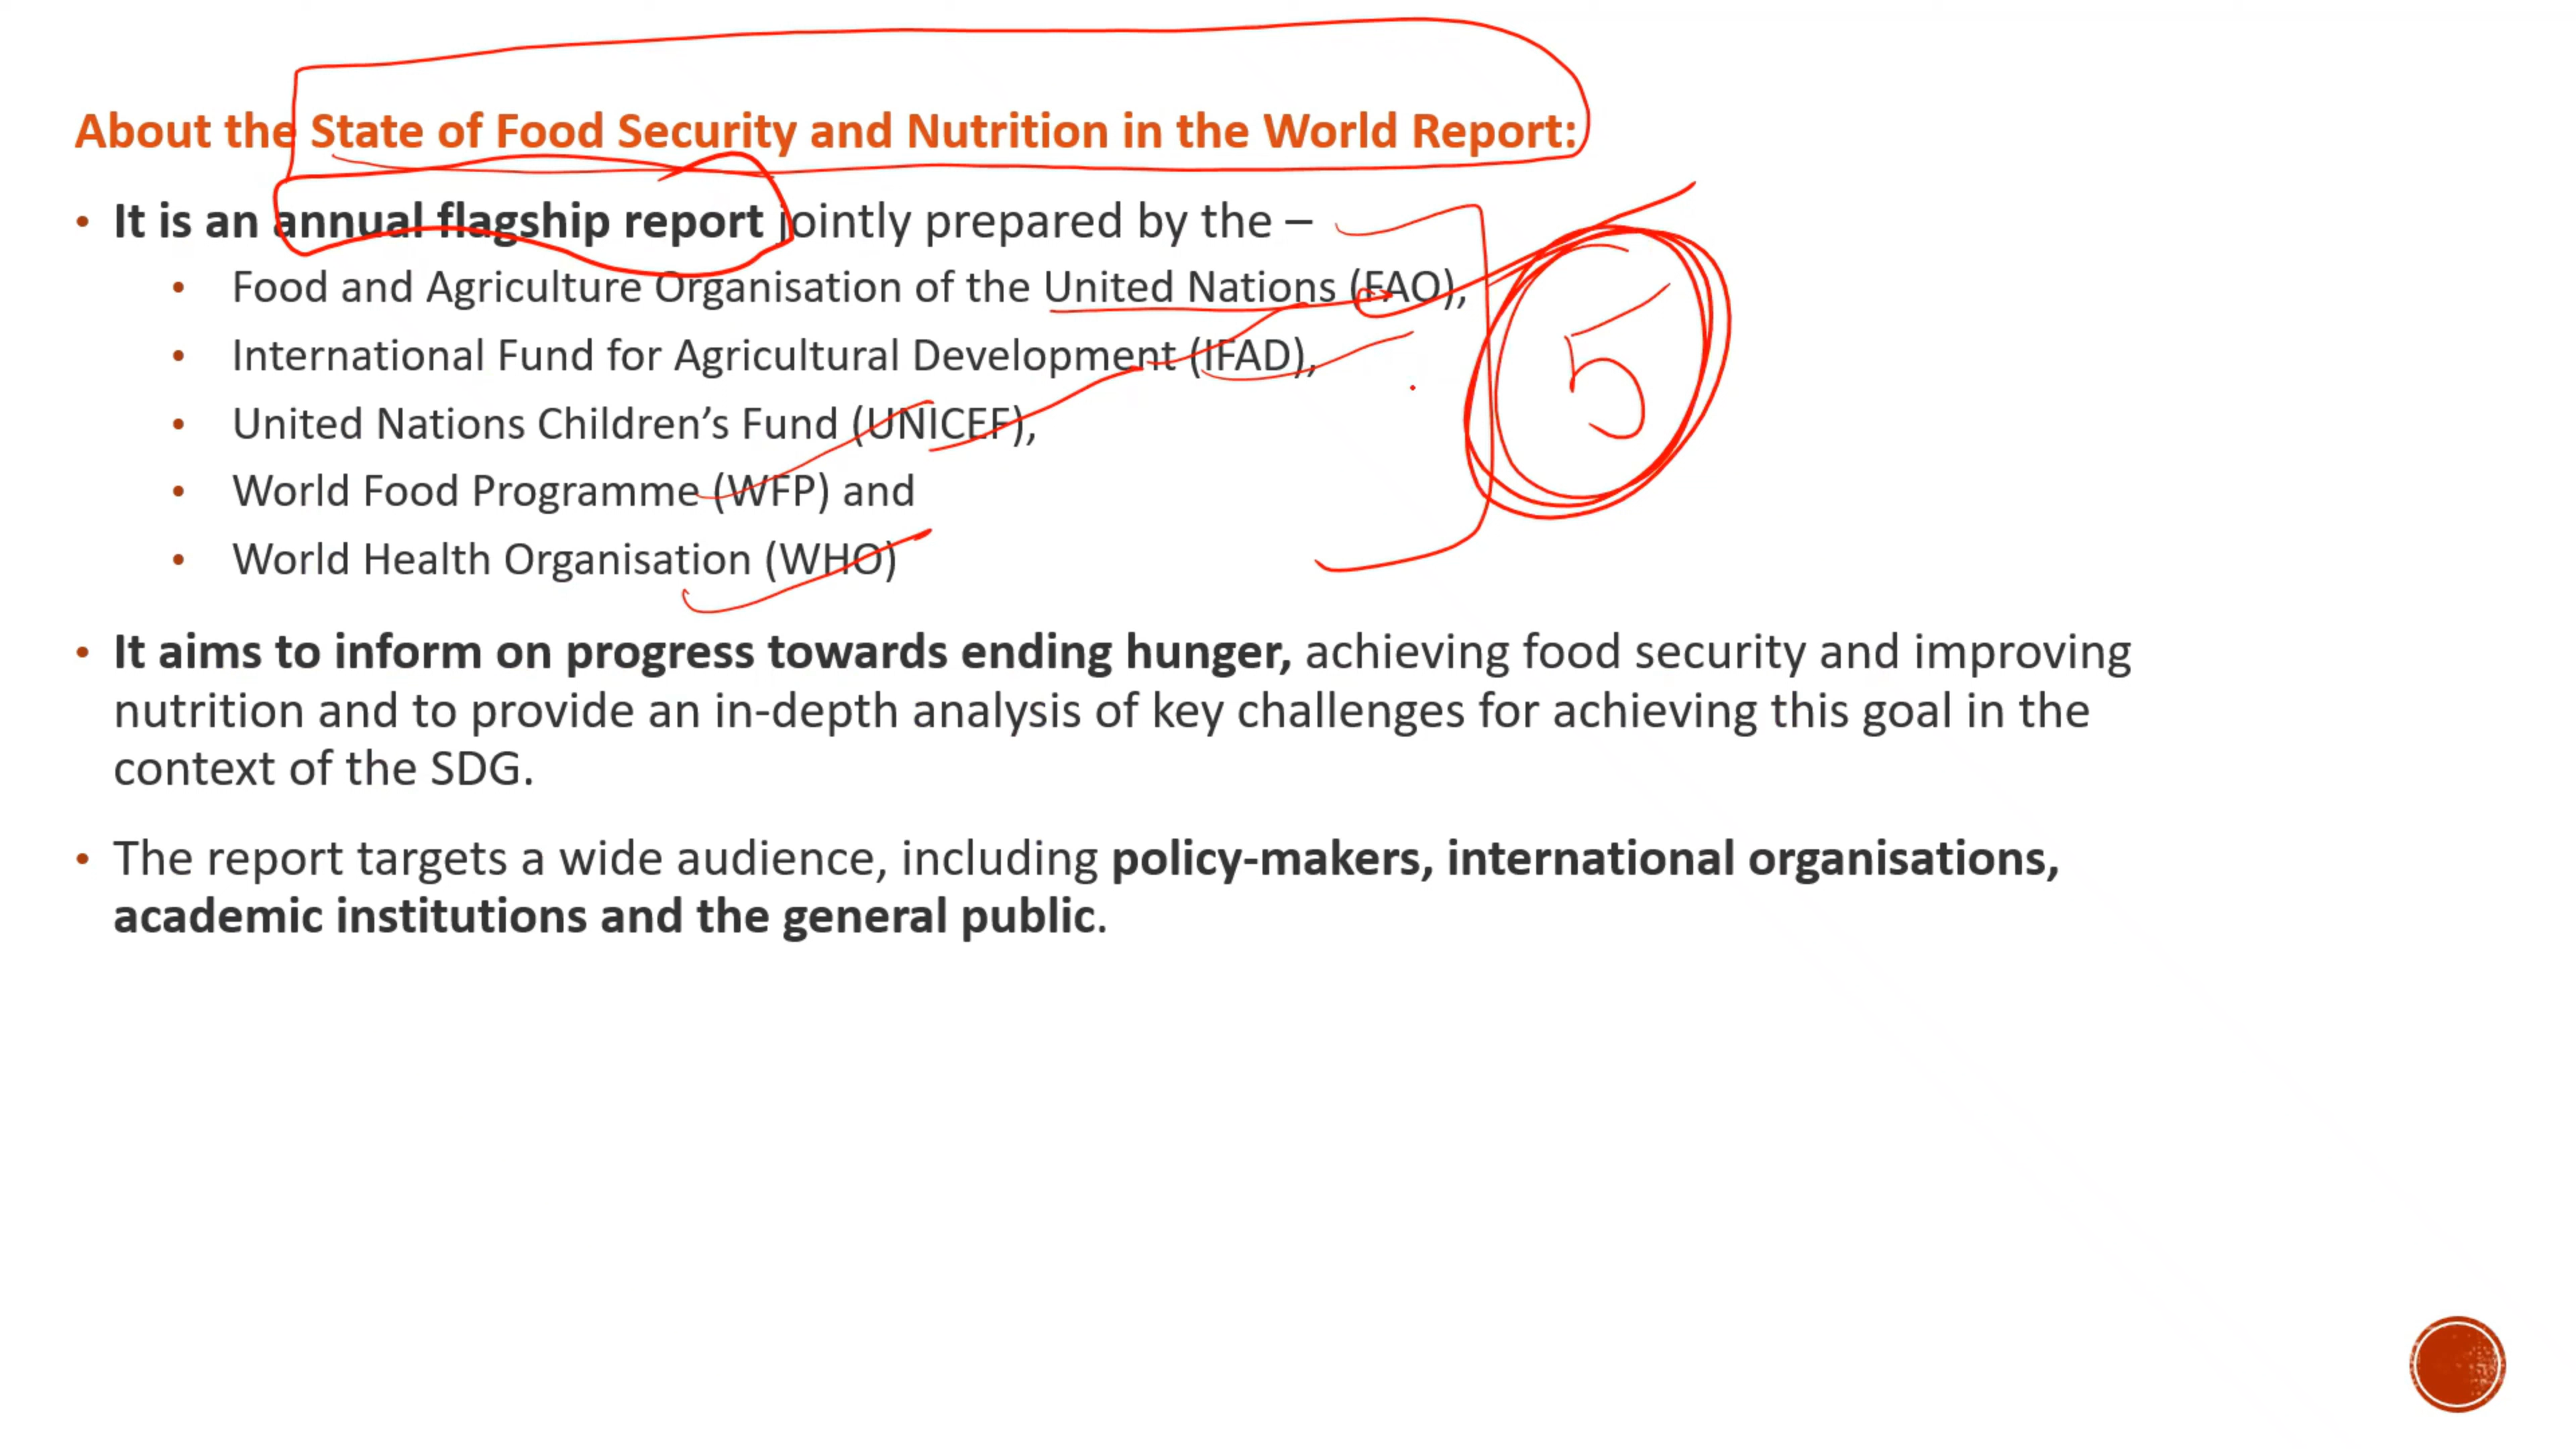 About the State of Food Security and Nutrition in the World Report:
• It is an annual flagship report jointly prepared by the –
• Food and Agriculture Organisation of the United Nations (FAO),
• International Fund for Agricultural Development (IFAD),
• United Nations Children’s Fund (UNICEF),
5
• World Food Programme (WFP) and
• World Health Organisation (WHO)
• It aims to inform on progress towards ending hunger, achieving food security and improving
nutrition and to provide an in-depth analysis of key challenges for achieving this goal in the
context of the SDG.
• The report targets a wide audience, including policy-makers, international organisations,
academic institutions and the general public.